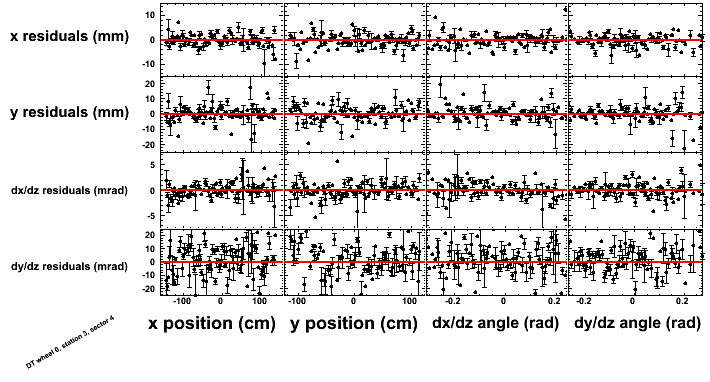 10
x residuals (mm)
0
-10
20
10
y residuals (mm)
0
-10
-20
5
dx/dz residuals (mrad)
0
-5
20
10
dy/dz residuals (mrad)
0
-10
-20
-100 0 100 -100 0 100 -0.2 0 0.2 -0.2 0 0.2
x position (cm) y position (cm) dx/dz angle (rad) dy/dz angle (rad)
DT wheel 0, station 3, sector 4